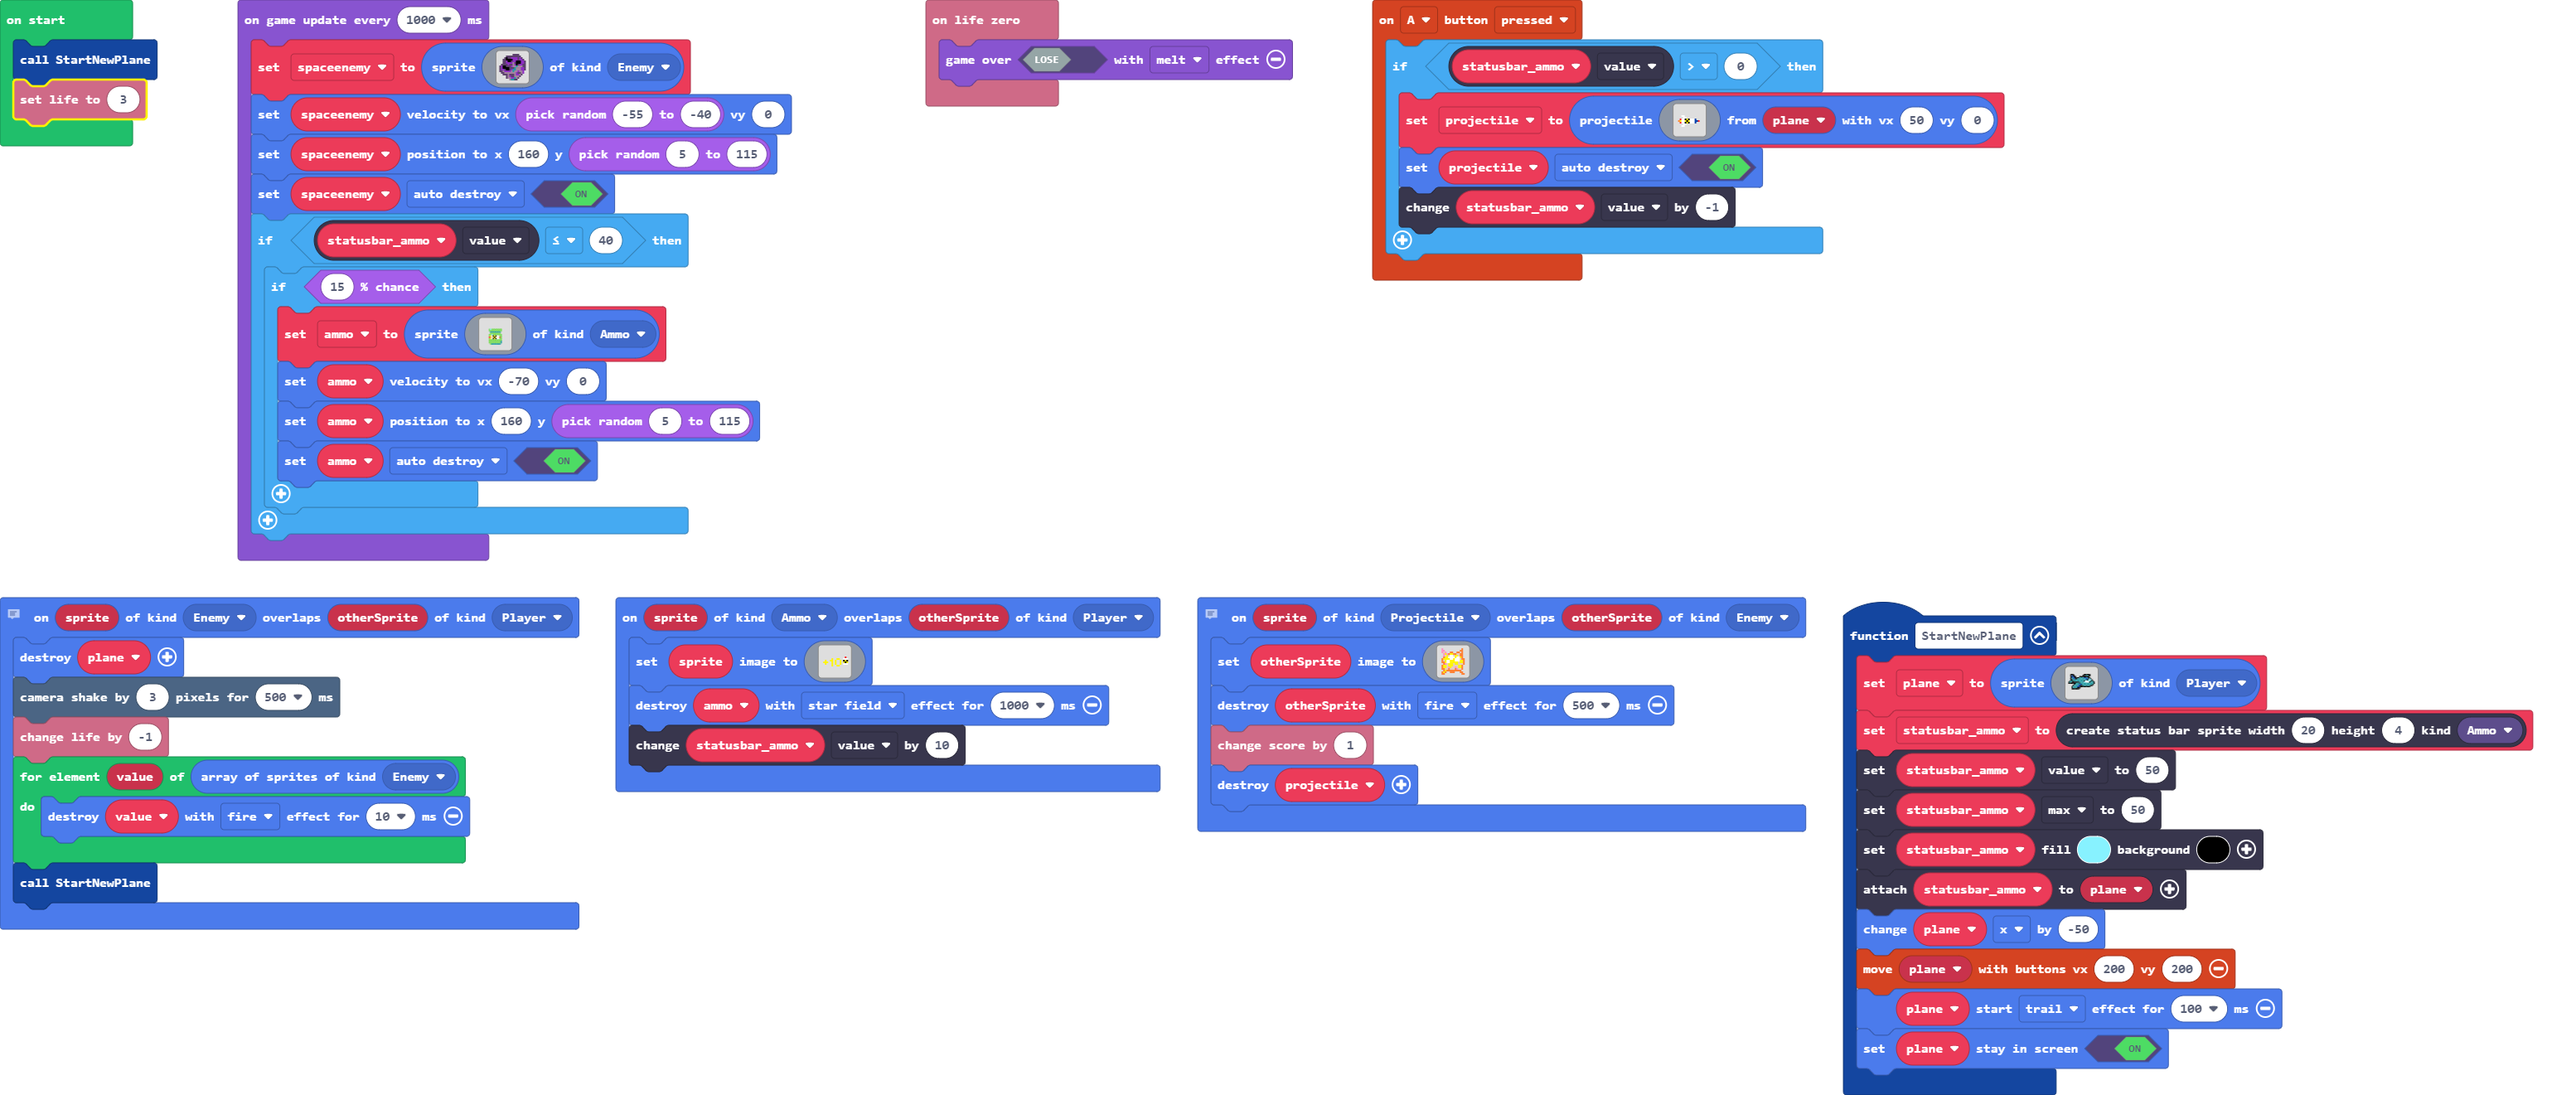 on start
call StartNewPlane
set life to 3
on game update every 1000 ms
set spaceenemy to sprite of kind Enemy
set spaceenemy velocity to vx pick random -55 to -40 vy 0
set spaceenemy position to x 160 y pick random 5 to 115
set spaceenemy auto destroy ON
if statusbar_ammo value ≤ 40 then
if 15 % chance then
set ammo to sprite of kind Ammo
set ammo velocity to vx -70 vy 0
set ammo position to x 160 y pick random 5 to 115
set ammo auto destroy ON
on life zero
game over LOSE with melt effect
on A button pressed
if statusbar_ammo value > 0 then
set projectile to projectile from plane with vx 50 vy 0
set projectile auto destroy ON
change statusbar_ammo value by -1
on sprite of kind Enemy overlaps otherSprite of kind Player
destroy plane
camera shake by 3 pixels for 500 ms
change life by -1
for element value of array of sprites of kind Enemy
do destroy value with fire effect for 10 ms
call StartNewPlane
on sprite of kind Ammo overlaps otherSprite of kind Player
set sprite image to
destroy ammo with star field effect for 1000 ms
change statusbar_ammo value by 10
on sprite of kind Projectile overlaps otherSprite of kind Enemy
set otherSprite image to
destroy otherSprite with fire effect for 500 ms
change score by 1
destroy projectile
function StartNewPlane
set plane to sprite of kind Player
set statusbar_ammo to create status bar sprite width 20 height 4 kind Ammo
set statusbar_ammo value to 50
set statusbar_ammo max to 50
set statusbar_ammo fill background
attach statusbar_ammo to plane
change plane x by -50
move plane with buttons vx 200 vy 200
plane start trail effect for 100 ms
set plane stay in screen ON